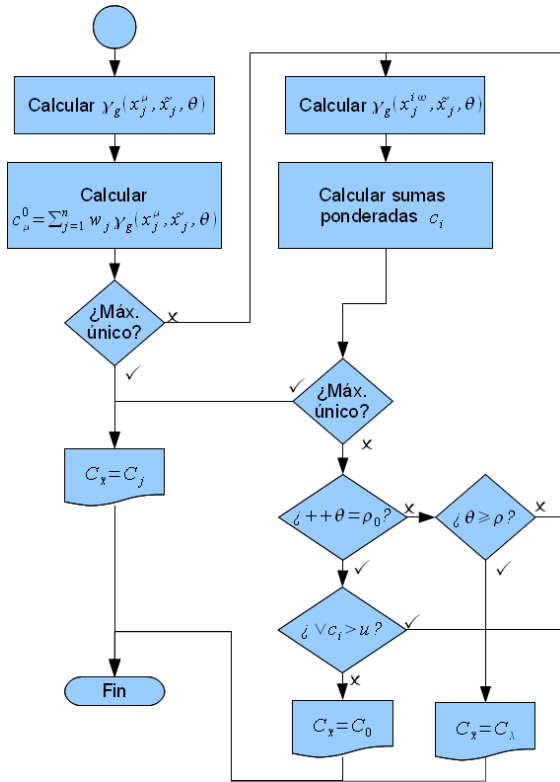 Calcular γg(xjμ, x̃j, θ)
Calcular
cμ0=∑j=1n wj γg(xjμ, x̃j, θ)
¿Máx.
único?
x
✓
Cx̃=Cj
Fin
Calcular γg(xjiω, x̃j, θ)
Calcular sumas
ponderadas ci
¿Máx.
único?
✓
x
¿++θ=ρ0?
x
✓
¿θ⩾ρ?
x
✓
¿∨ci>u?
✓
x
Cx̃=C0
Cx̃=Cλ